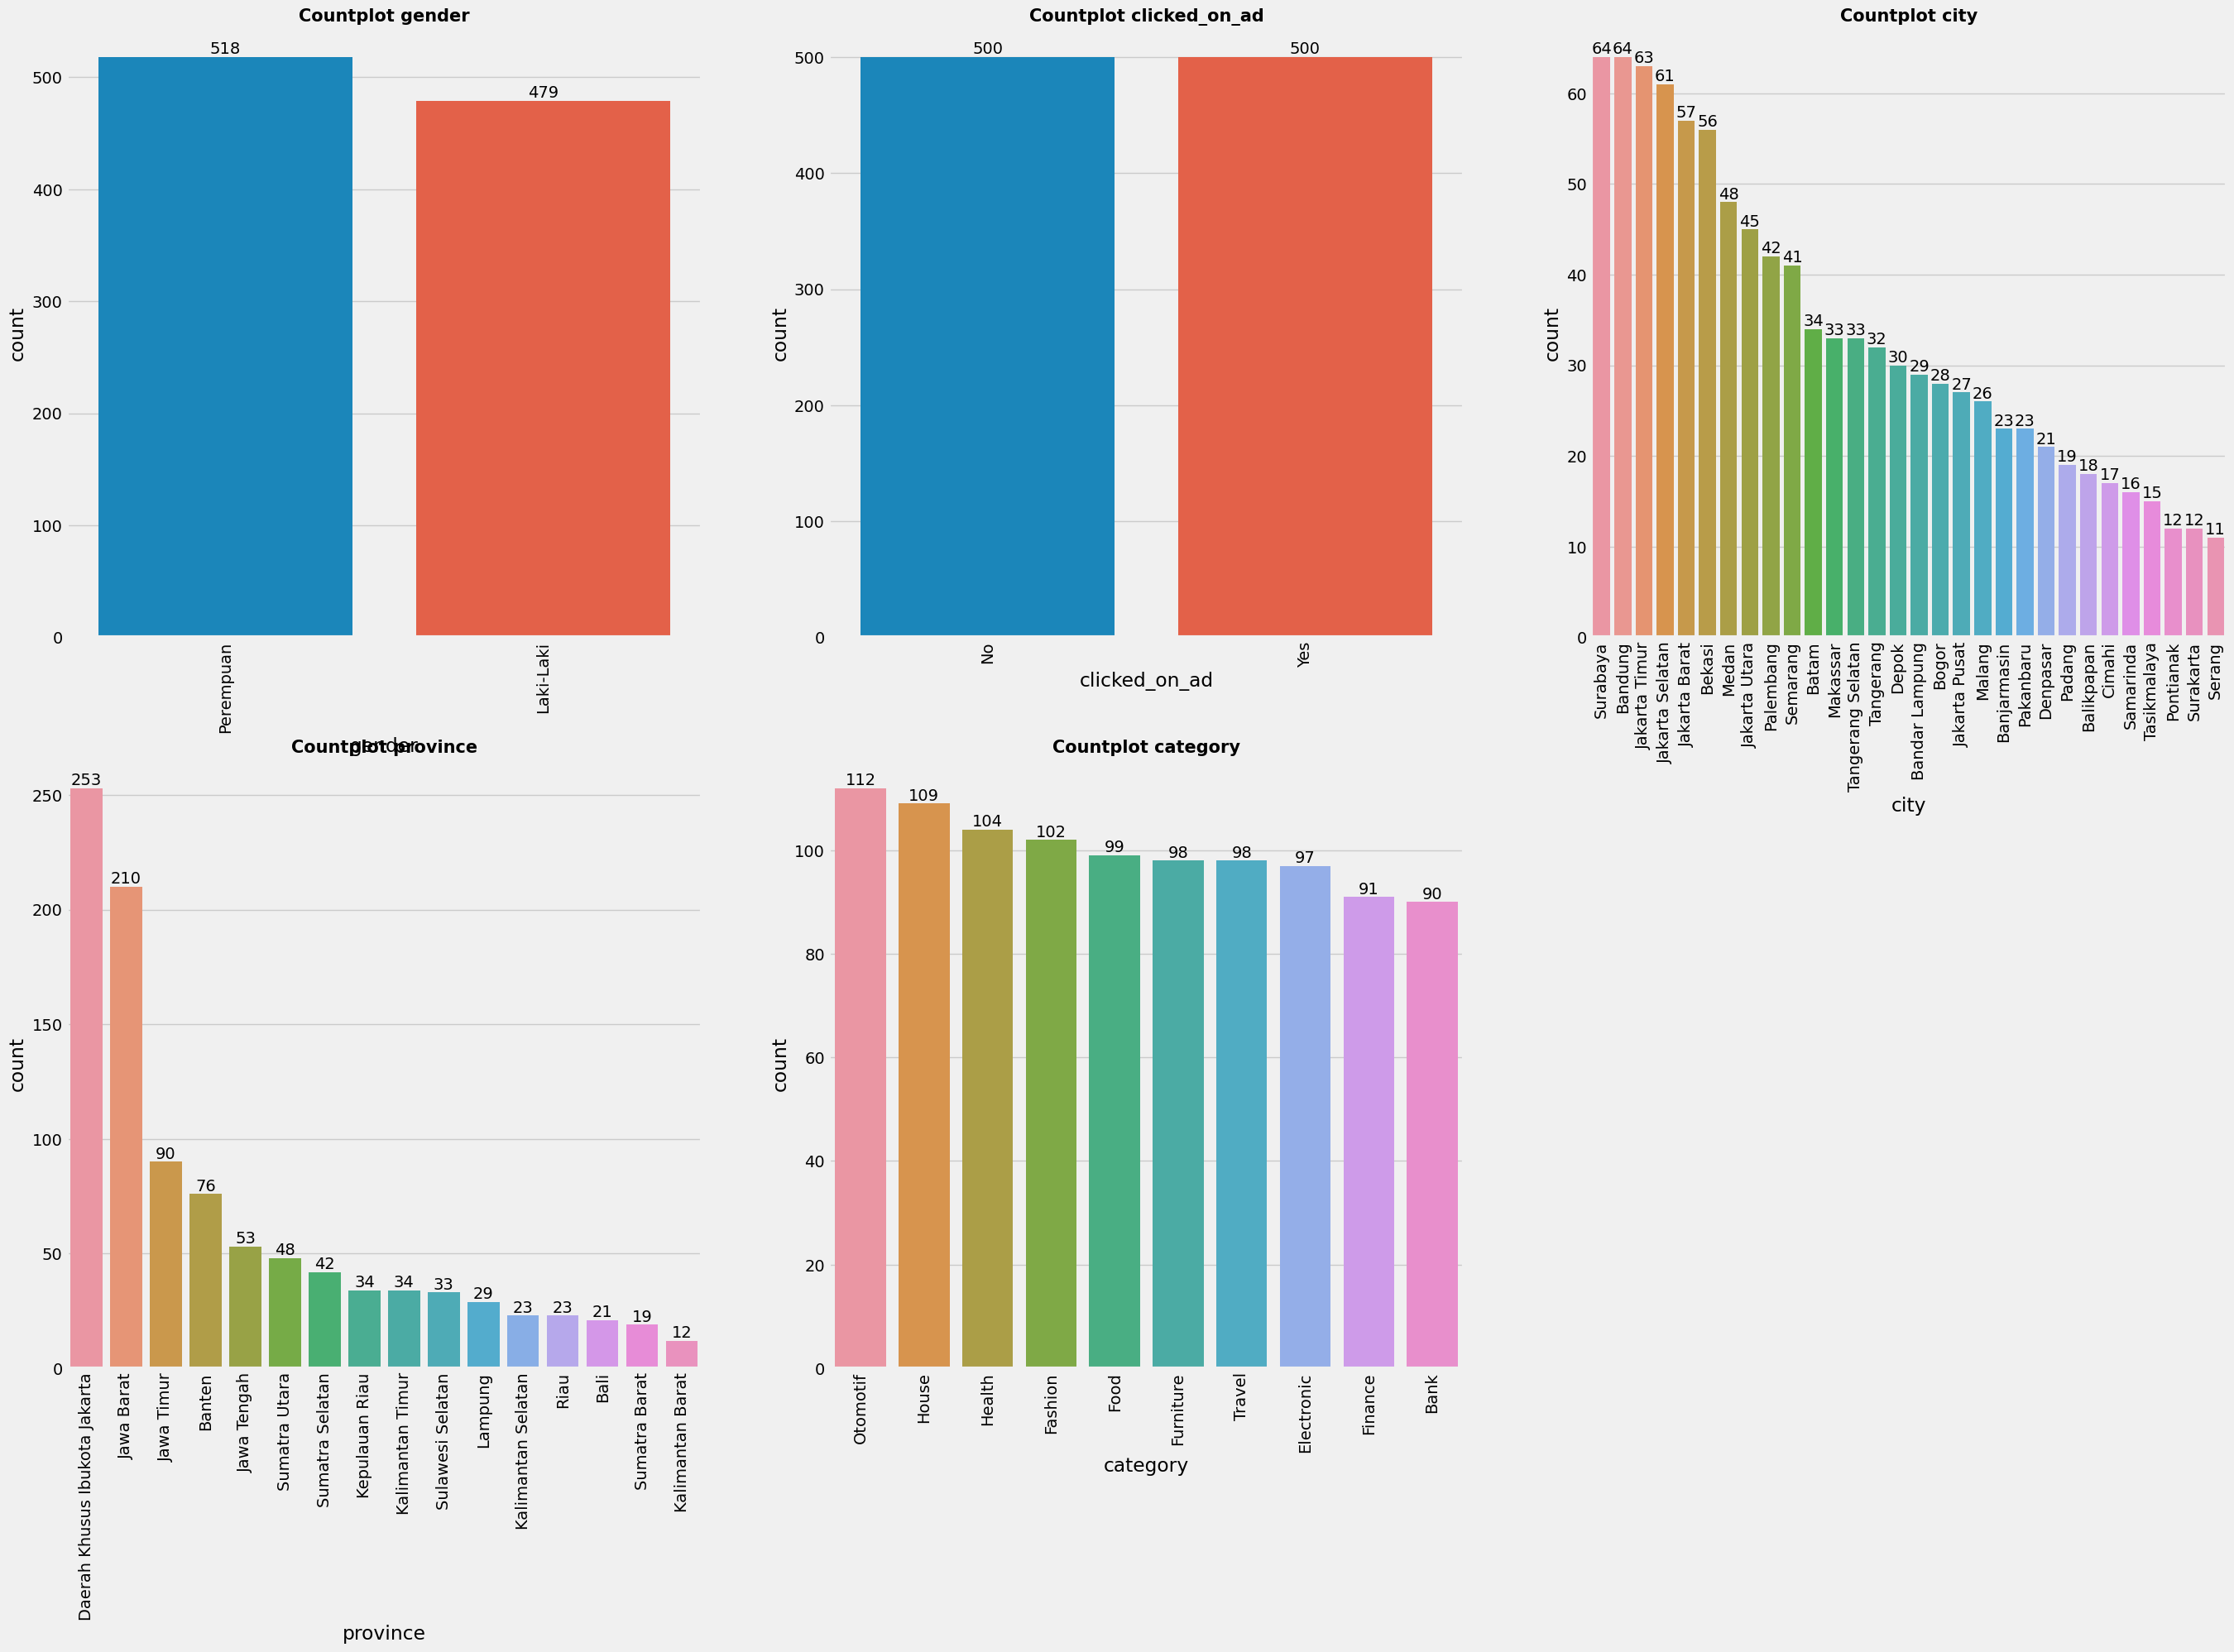 Countplot gender
518
479
500
400
300
200
100
0
count
Perempuan
Laki-Laki
gender
Countplot clicked_on_ad
500
500
500
400
300
200
100
0
count
No
Yes
clicked_on_ad
Countplot city
64
64
63
61
57
56
48
45
42
41
34
33
33
32
30
29
28
27
26
23
23
21
19
18
17
16
15
12
12
11
60
50
40
30
20
10
0
count
Surabaya
Bandung
Jakarta Timur
Jakarta Selatan
Jakarta Barat
Bekasi
Medan
Jakarta Utara
Palembang
Semarang
Batam
Makassar
Tangerang Selatan
Tangerang
Depok
Bandar Lampung
Bogor
Jakarta Pusat
Malang
Banjarmasin
Pakanbaru
Denpasar
Padang
Balikpapan
Cimahi
Samarinda
Tasikmalaya
Pontianak
Surakarta
Serang
city
Countplot province
253
210
90
76
53
48
42
34
34
33
29
23
23
21
19
12
250
200
150
100
50
0
count
Daerah Khusus Ibukota Jakarta
Jawa Barat
Jawa Timur
Banten
Jawa Tengah
Sumatra Utara
Sumatra Selatan
Kepulauan Riau
Kalimantan Timur
Sulawesi Selatan
Lampung
Kalimantan Selatan
Riau
Bali
Sumatra Barat
Kalimantan Barat
province
Countplot category
112
109
104
102
99
98
98
97
91
90
100
80
60
40
20
0
count
Otomotif
House
Health
Fashion
Food
Furniture
Travel
Electronic
Finance
Bank
category